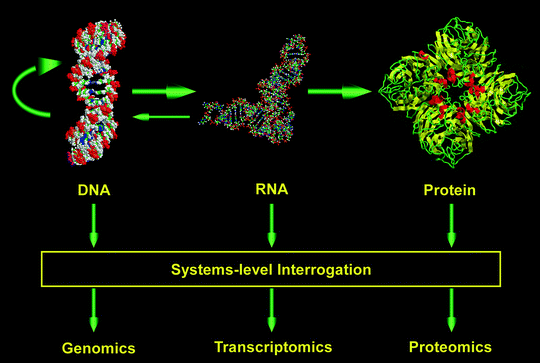 DNA
RNA
Protein
Systems-level Interrogation
Genomics
Transcriptomics
Proteomics